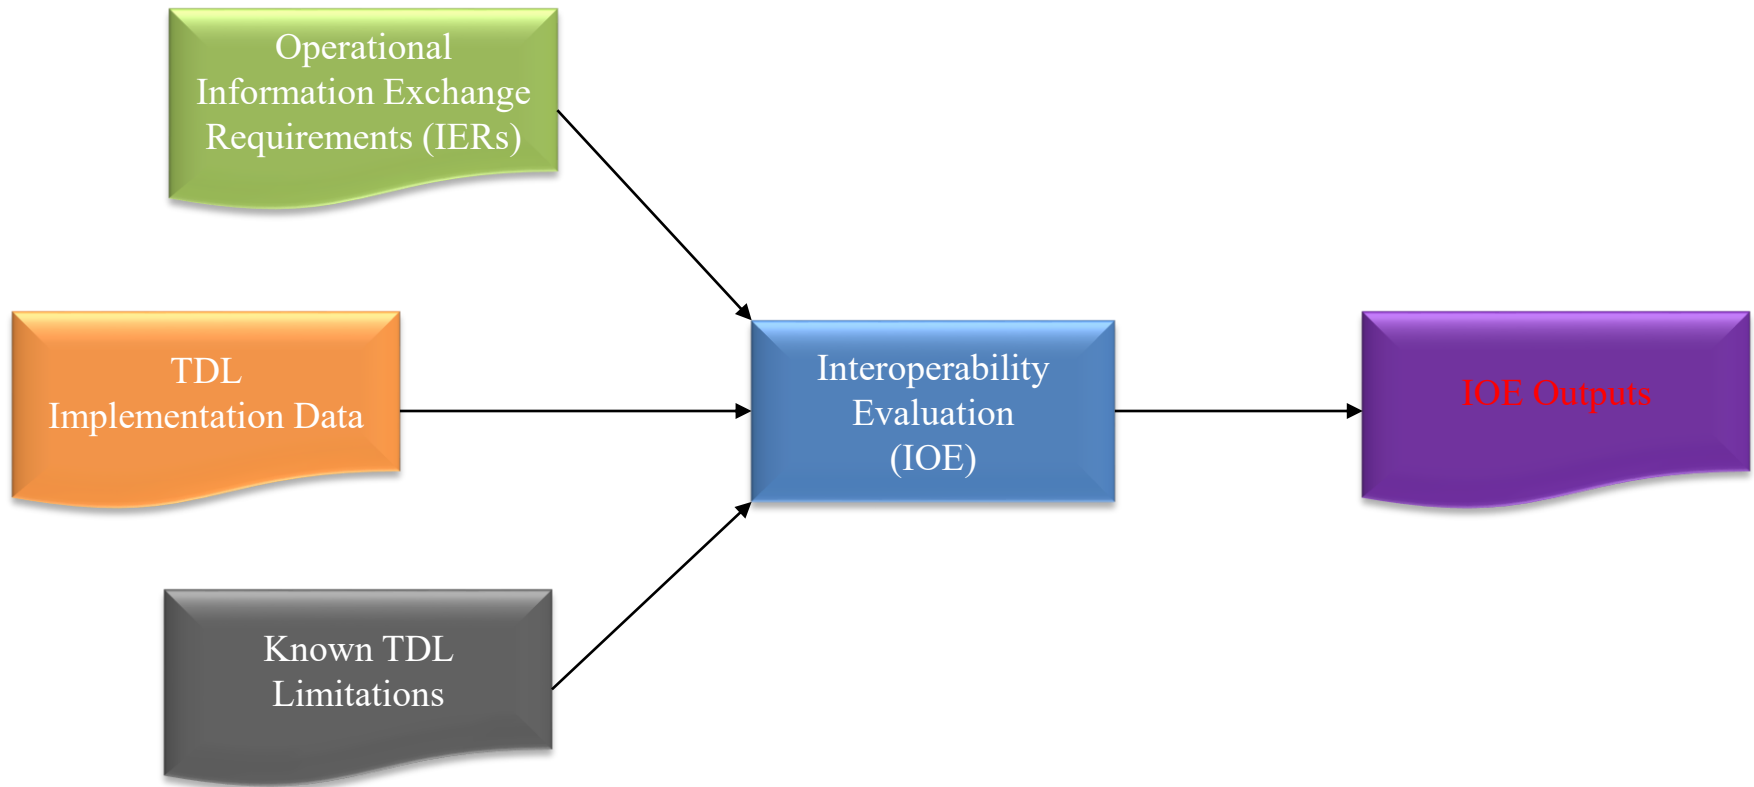 Operational
Information Exchange
Requirements (IERs)
TDL
Implementation Data
Known TDL
Limitations
Interoperability
Evaluation
(IOE)
IOE Outputs